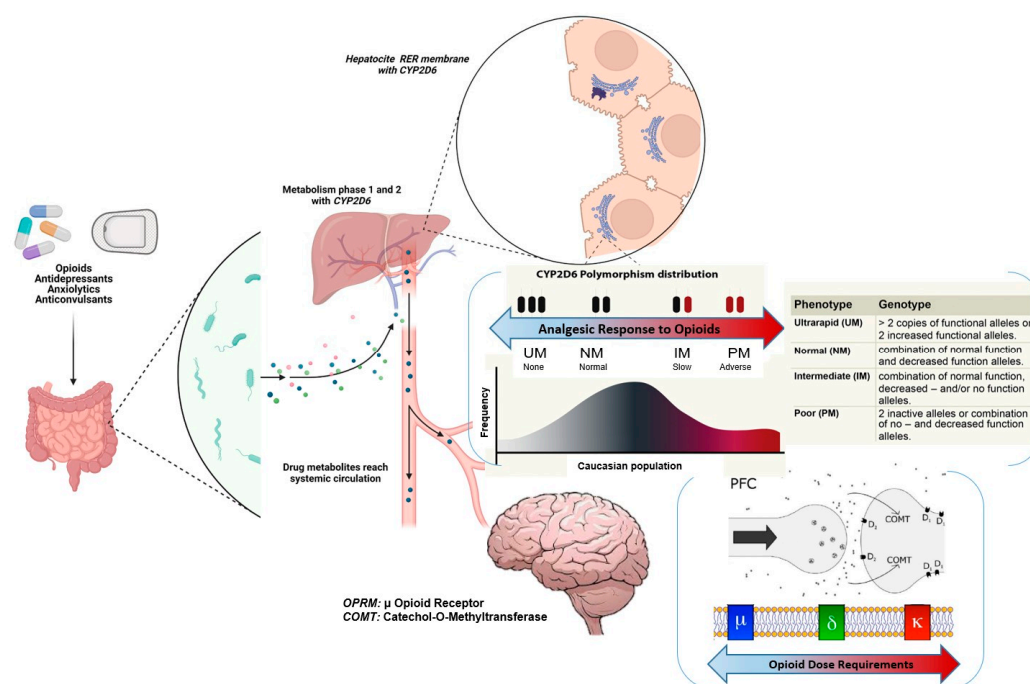 Hepatocite RER membrane
with CYP2D6
Metabolism phase 1 and 2
with CYP2D6
Opioids
Antidepressants
Anxiolytics
Anticonvulsants
Drug metabolites reach
systemic circulation
CYP2D6 Polymorphism distribution
Analgesic Response to Opioids
UM NM IM PM
None Normal Slow Adverse
Frequency
Caucasian population
Phenotype Genotype
Ultrarapid (UM) > 2 copies of functional alleles or
2 increased functional alleles.
Normal (NM) combination of normal function
and decreased function alleles.
Intermediate (IM) combination of normal function,
decreased – and/or no function
alleles.
Poor (PM) 2 inactive alleles or combination
of no – and decreased function
alleles.
PFC
COMT
COMT
D2
D2
D1 D1
D1 D1
μ δ κ
Opioid Dose Requirements
OPRM: μ Opioid Receptor
COMT: Catechol-O-Methyltransferase